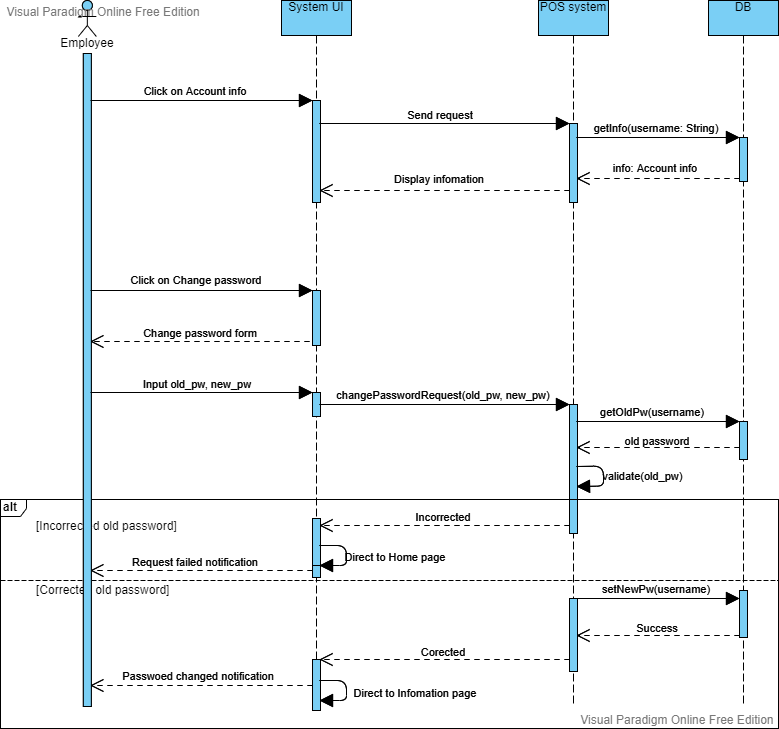 Visual Paradigm Online Free Edition
Employee
System UI
POS system
DB
Click on Account info
Send request
getInfo(username: String)
info: Account info
Display infomation
Click on Change password
Change password form
Input old_pw, new_pw
changePasswordRequest(old_pw, new_pw)
getOldPw(username)
old password
validate(old_pw)
alt
[Incorrected old password]
Incorrected
Direct to Home page
Request failed notification
[Corrected old password]
setNewPw(username)
Success
Corected
Passwoed changed notification
Direct to Infomation page
Visual Paradigm Online Free Edition